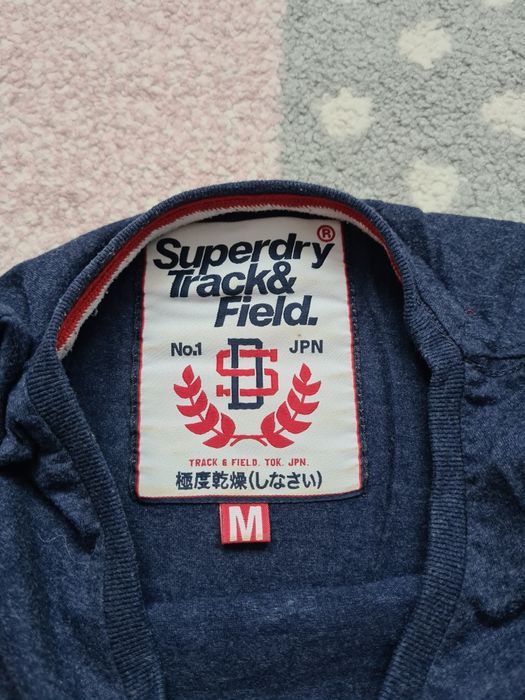 Superdry®
Track&
Field.
No.1 SD JPN
TRACK & FIELD. TOK. JPN.
極度乾燥(しなさい)
M